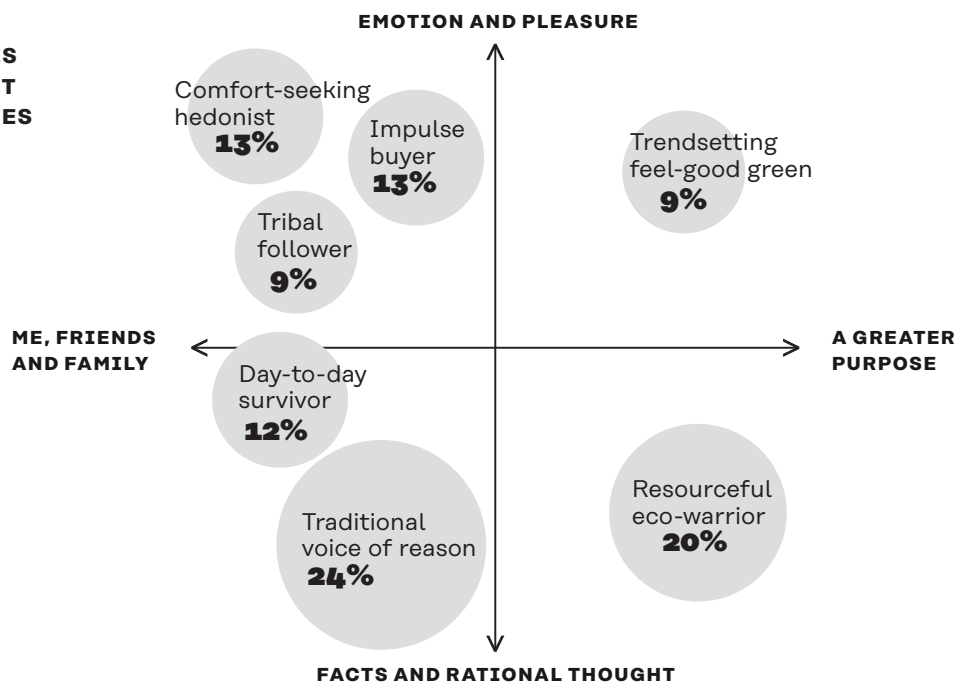 EMOTION AND PLEASURE
S
T
ES
Comfort-seeking
hedonist
13%
Impulse
buyer
13%
Trendsetting
feel-good green
9%
Tribal
follower
9%
ME, FRIENDS
AND FAMILY
A GREATER
PURPOSE
Day-to-day
survivor
12%
Traditional
voice of reason
24%
Resourceful
eco-warrior
20%
FACTS AND RATIONAL THOUGHT